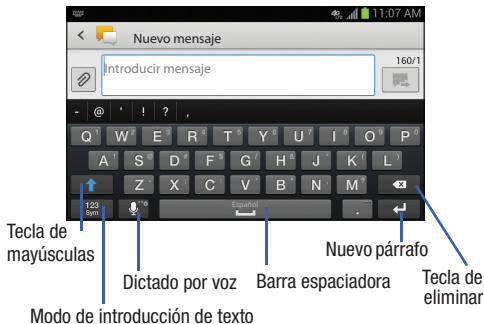 11:07 AM
Nuevo mensaje
Introducir mensaje
160/1
- @ ' ! ? ,
Q W E R T Y U I O P
A S D F G H J K L
Z X C V B N M
123 Sym Español .
Tecla de mayúsculas
Dictado por voz
Barra espaciadora
Nuevo párrafo
Tecla de eliminar
Modo de introducción de texto